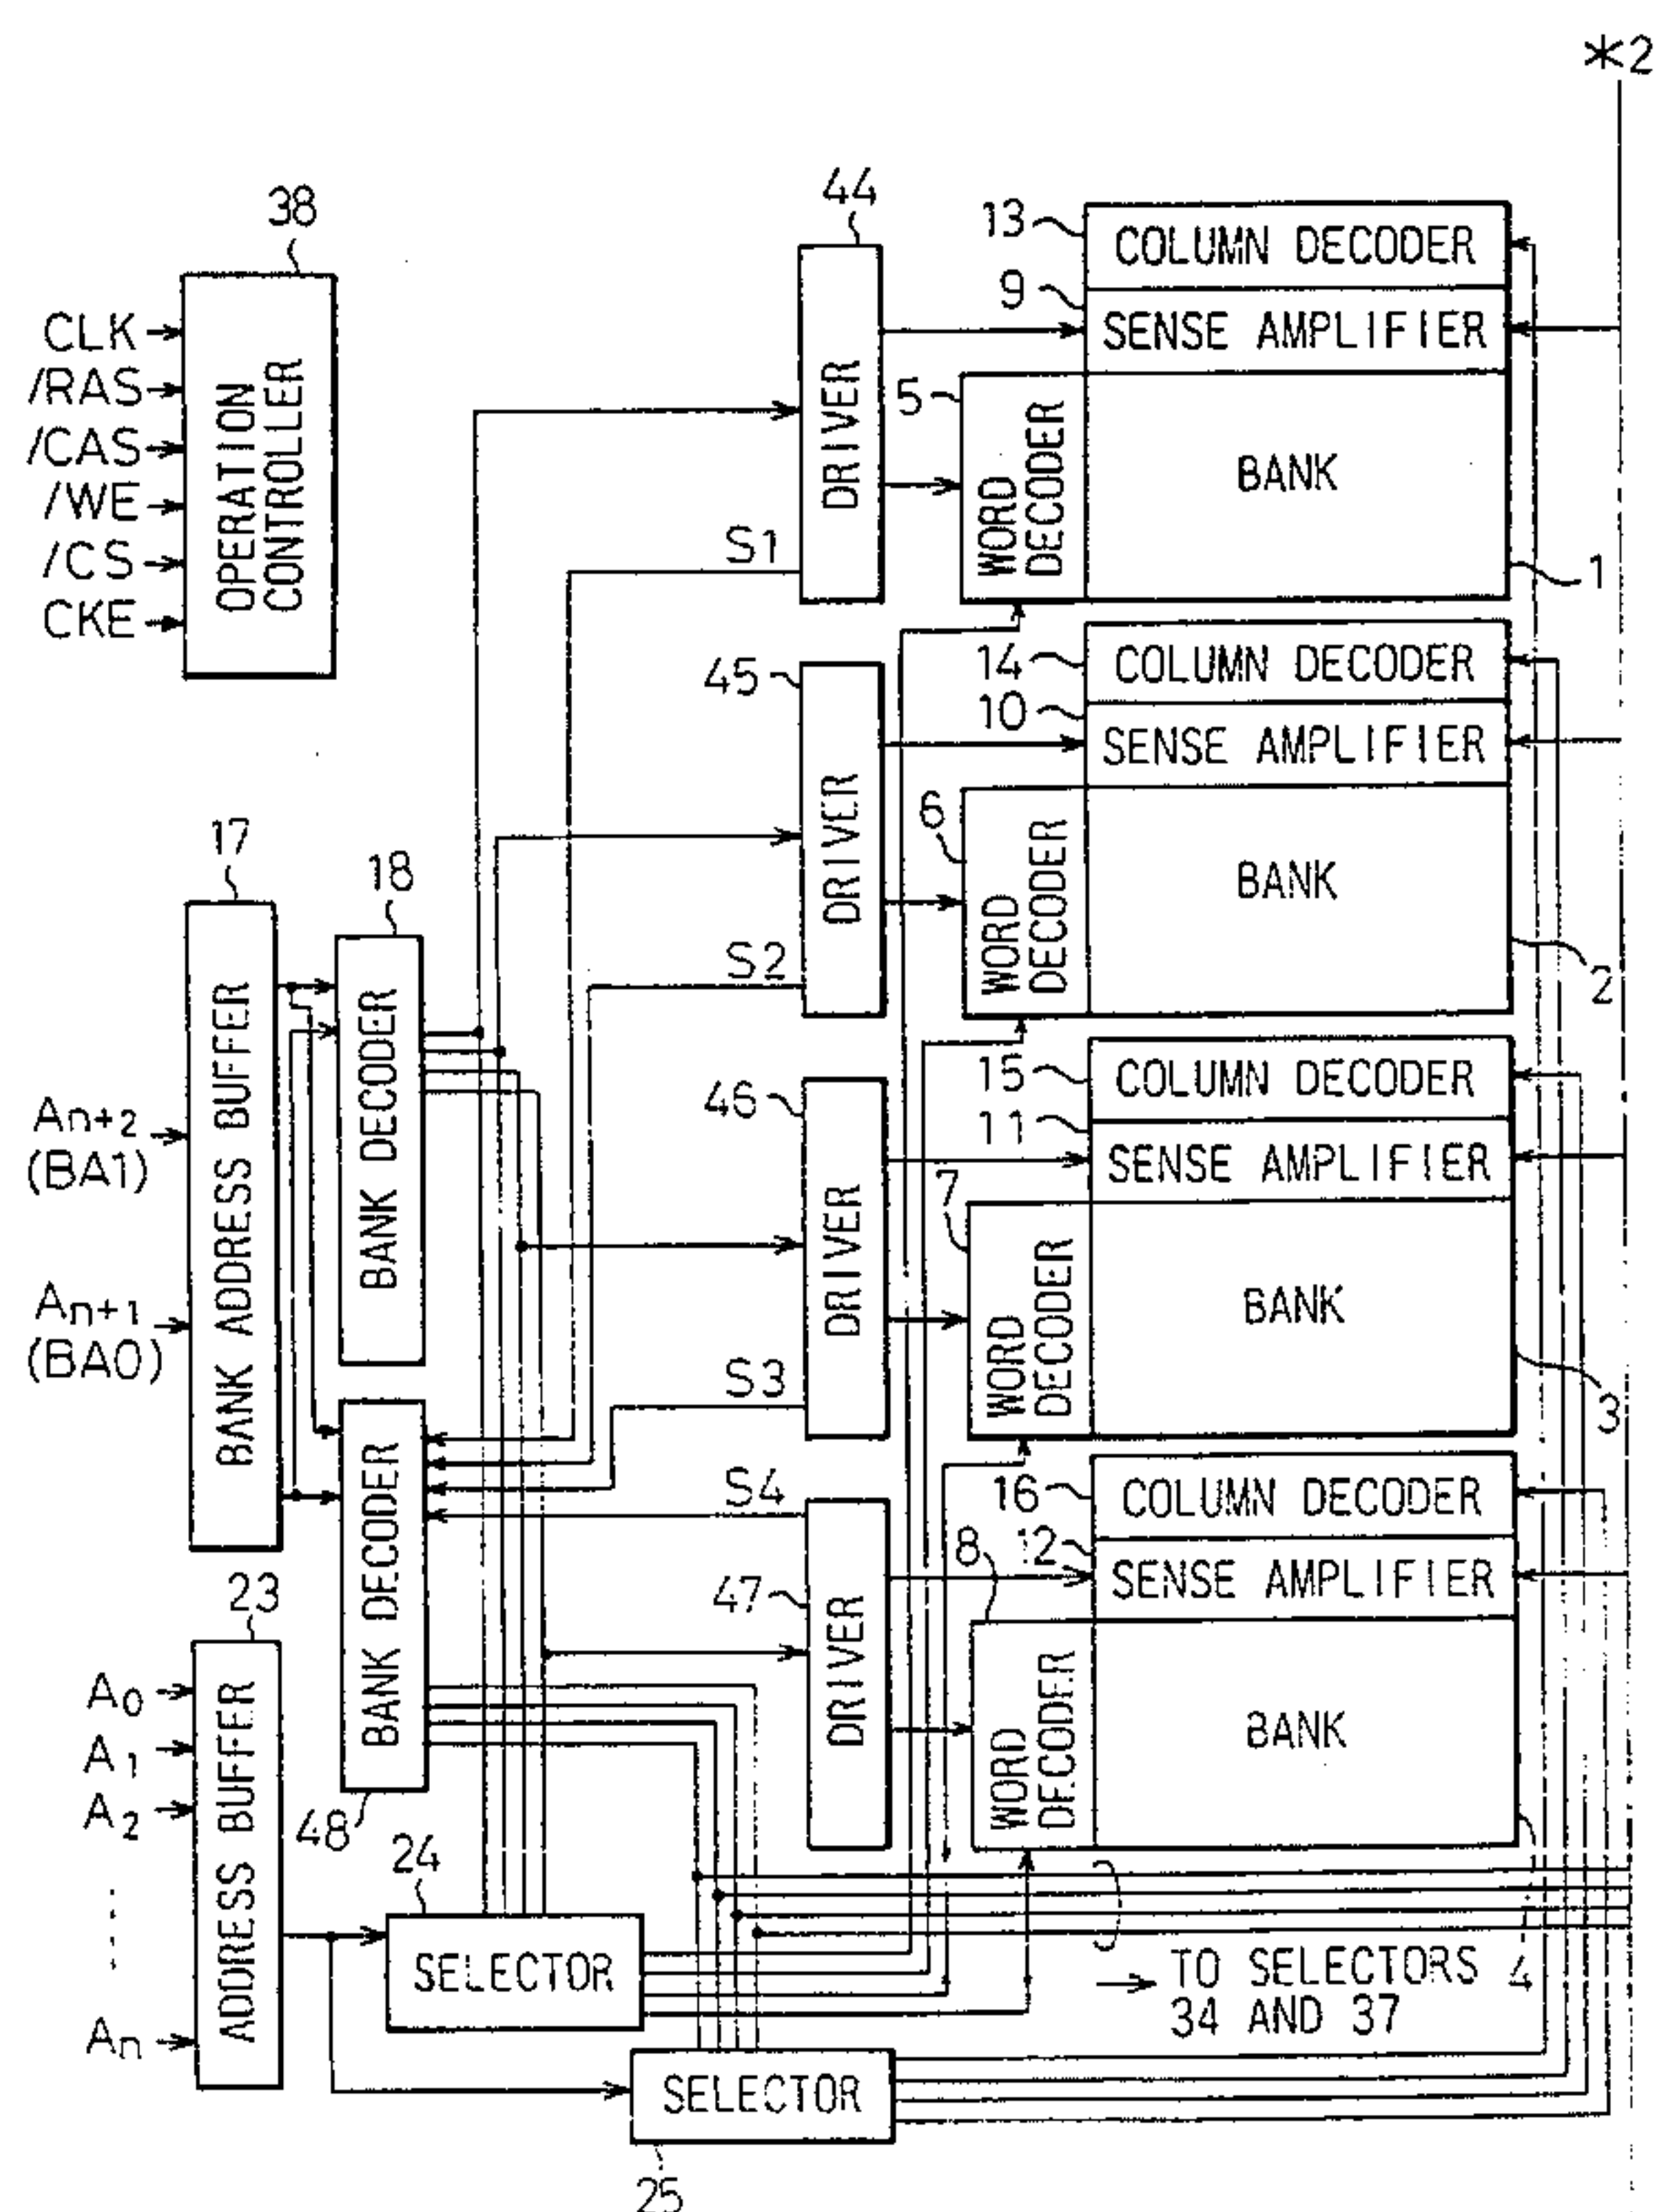 *2
38
CLK
/RAS
/CAS
/WE
/CS
CKE
OPERATION
CONTROLLER
44
DRIVER
S1
13
COLUMN DECODER
9
SENSE AMPLIFIER
5
WORD
DECODER
BANK
1
45
DRIVER
S2
14
COLUMN DECODER
10
SENSE AMPLIFIER
6
WORD
DECODER
BANK
2
17
BANK ADDRESS BUFFER
An+2
(BA1)
An+1
(BA0)
18
BANK DECODER
46
DRIVER
S3
15
COLUMN DECODER
11
SENSE AMPLIFIER
7
WORD
DECODER
BANK
3
BANK DECODER
48
S4
47
DRIVER
16
COLUMN DECODER
12
SENSE AMPLIFIER
8
WORD
DECODER
BANK
4
23
ADDRESS BUFFER
A0
A1
A2
An
24
SELECTOR
TO SELECTORS
34 AND 37
SELECTOR
25